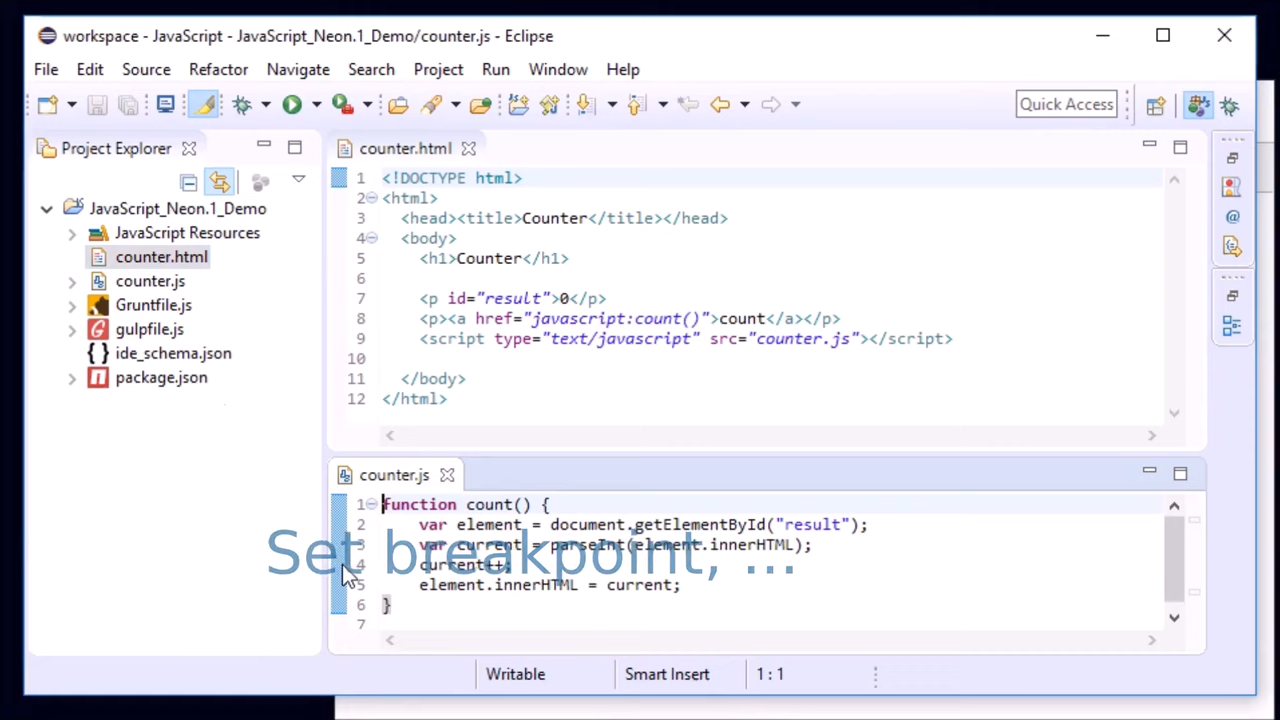 workspace - JavaScript - JavaScript_Neon.1_Demo/counter.js - Eclipse
File Edit Source Refactor Navigate Search Project Run Window Help
Quick Access
Project Explorer
JavaScript_Neon.1_Demo
JavaScript Resources
counter.html
counter.js
Gruntfile.js
gulpfile.js
ide_schema.json
package.json
counter.html
1 <!DOCTYPE html>
2 <html>
3 <head><title>Counter</title></head>
4 <body>
5 <h1>Counter</h1>
6
7 <p id="result">0</p>
8 <p><a href="javascript:count()">count</a></p>
9 <script type="text/javascript" src="counter.js"></script>
10
11 </body>
12 </html>
counter.js
1 function count() {
2 var element = document.getElementById("result");
3 var current = parseInt(element.innerHTML);
4 current++;
5 element.innerHTML = current;
6 }
7
Set breakpoint, ...
Writable Smart Insert 1 : 1